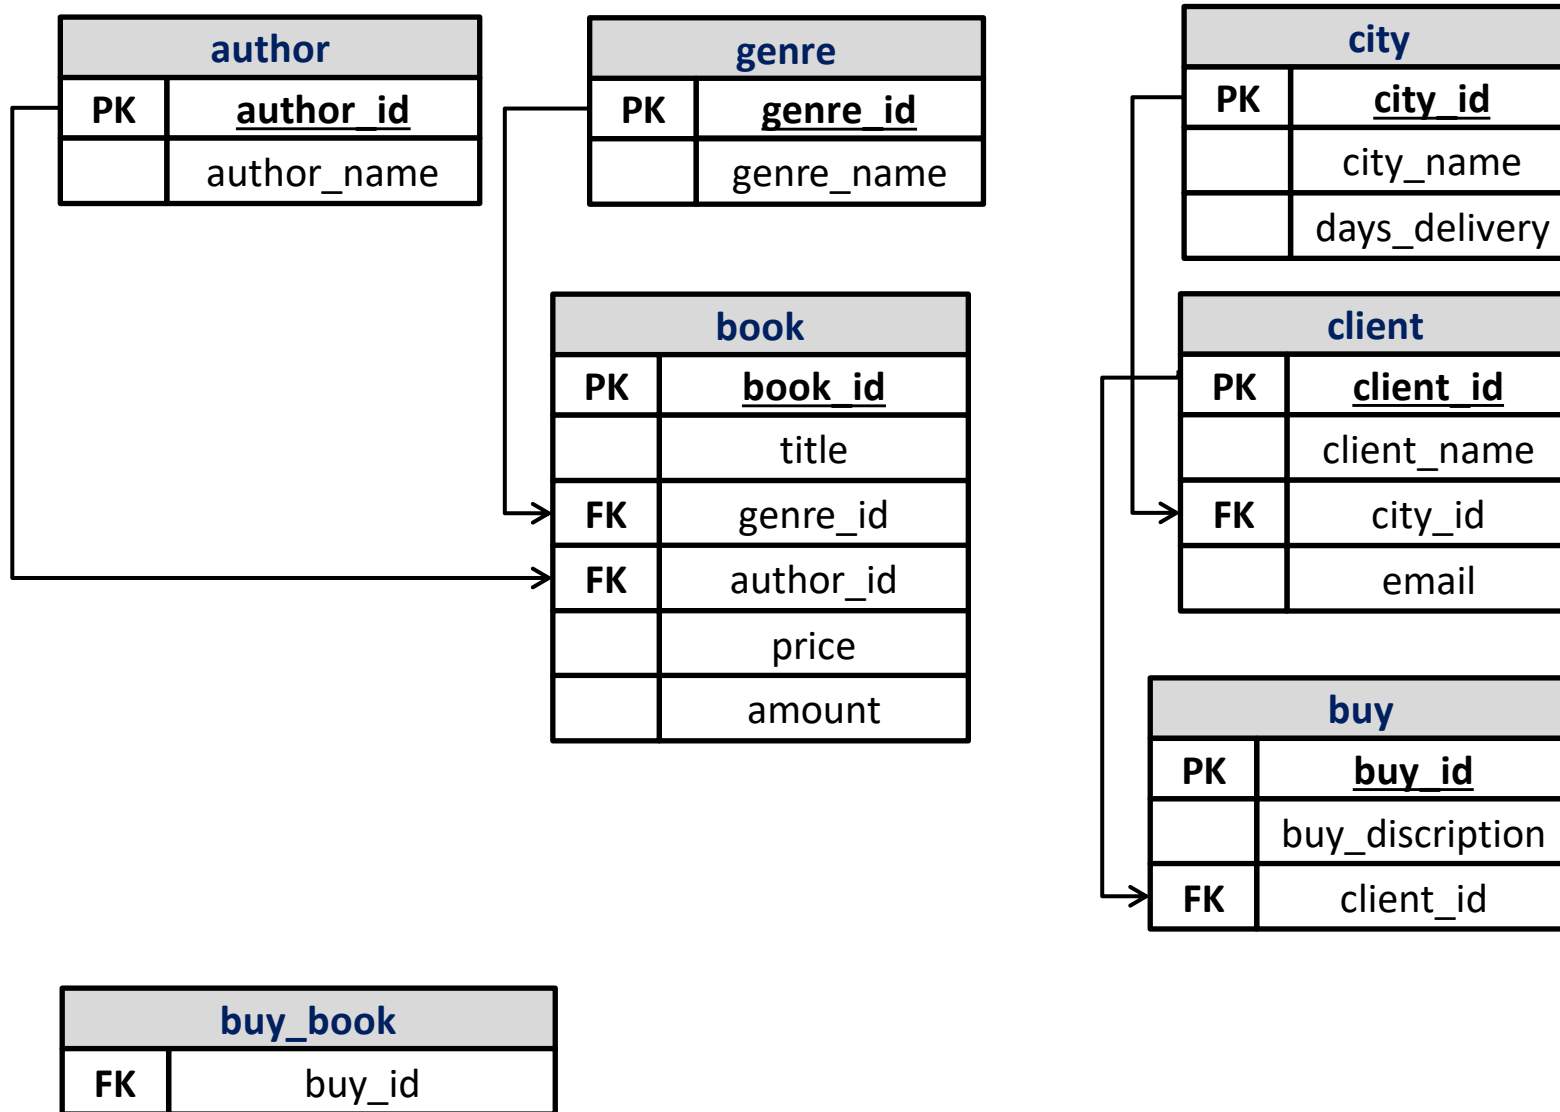 author
PK author_id
author_name
genre
PK genre_id
genre_name
city
PK city_id
city_name
days_delivery
book
PK book_id
title
FK genre_id
FK author_id
price
amount
client
PK client_id
client_name
FK city_id
email
buy
PK buy_id
buy_discription
FK client_id
buy_book
FK buy_id